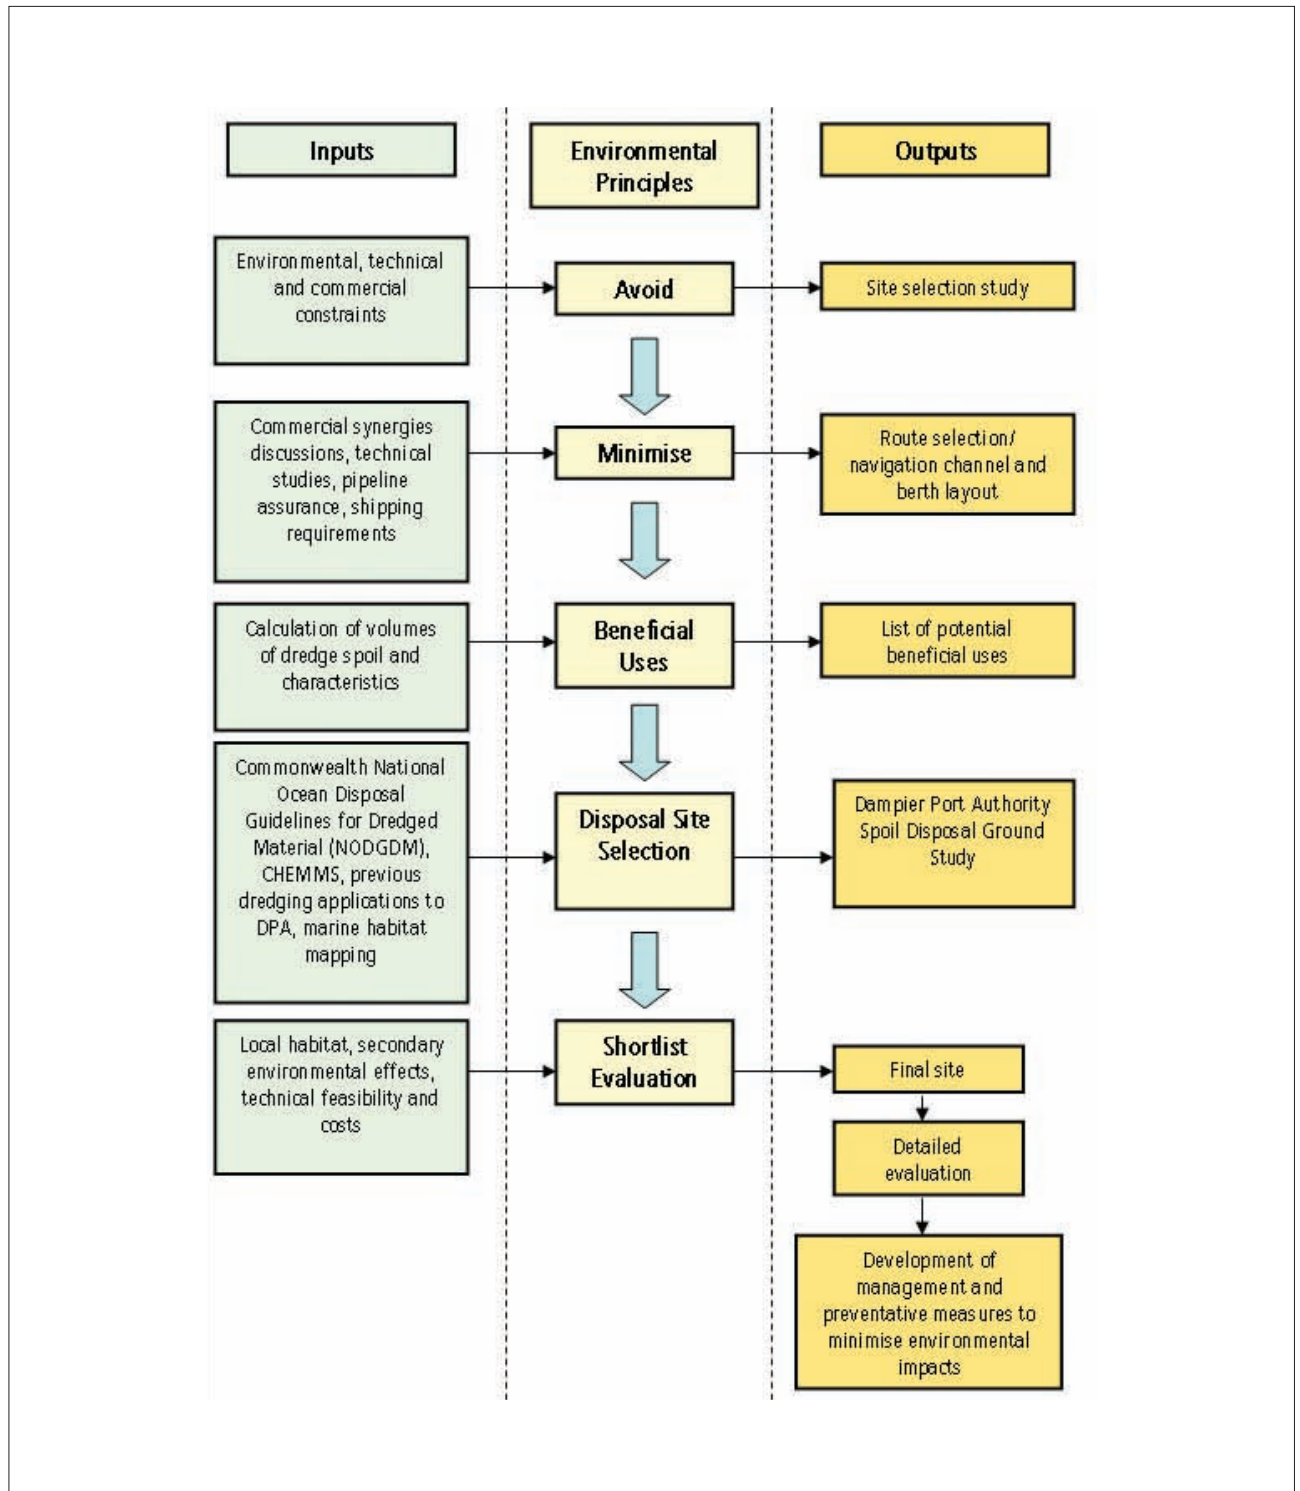 Inputs
Environmental
Principles
Outputs
Environmental, technical
and commercial
constraints
Avoid
Site selection study
Commercial synergies
discussions, technical
studies, pipeline
assurance, shipping
requirements
Minimise
Route selection/
navigation channel and
berth layout
Calculation of volumes
of dredge spoil and
characteristics
Beneficial
Uses
List of potential
beneficial uses
Commonwealth National
Ocean Disposal
Guidelines for Dredged
Material (NODGDM),
CHEMMS, previous
dredging applications to
DPA, marine habitat
mapping
Disposal Site
Selection
Dampier Port Authority
Spoil Disposal Ground
Study
Local habitat, secondary
environmental effects,
technical feasibility and
costs
Shortlist
Evaluation
Final site
Detailed
evaluation
Development of
management and
preventative measures to
minimise environmental
impacts